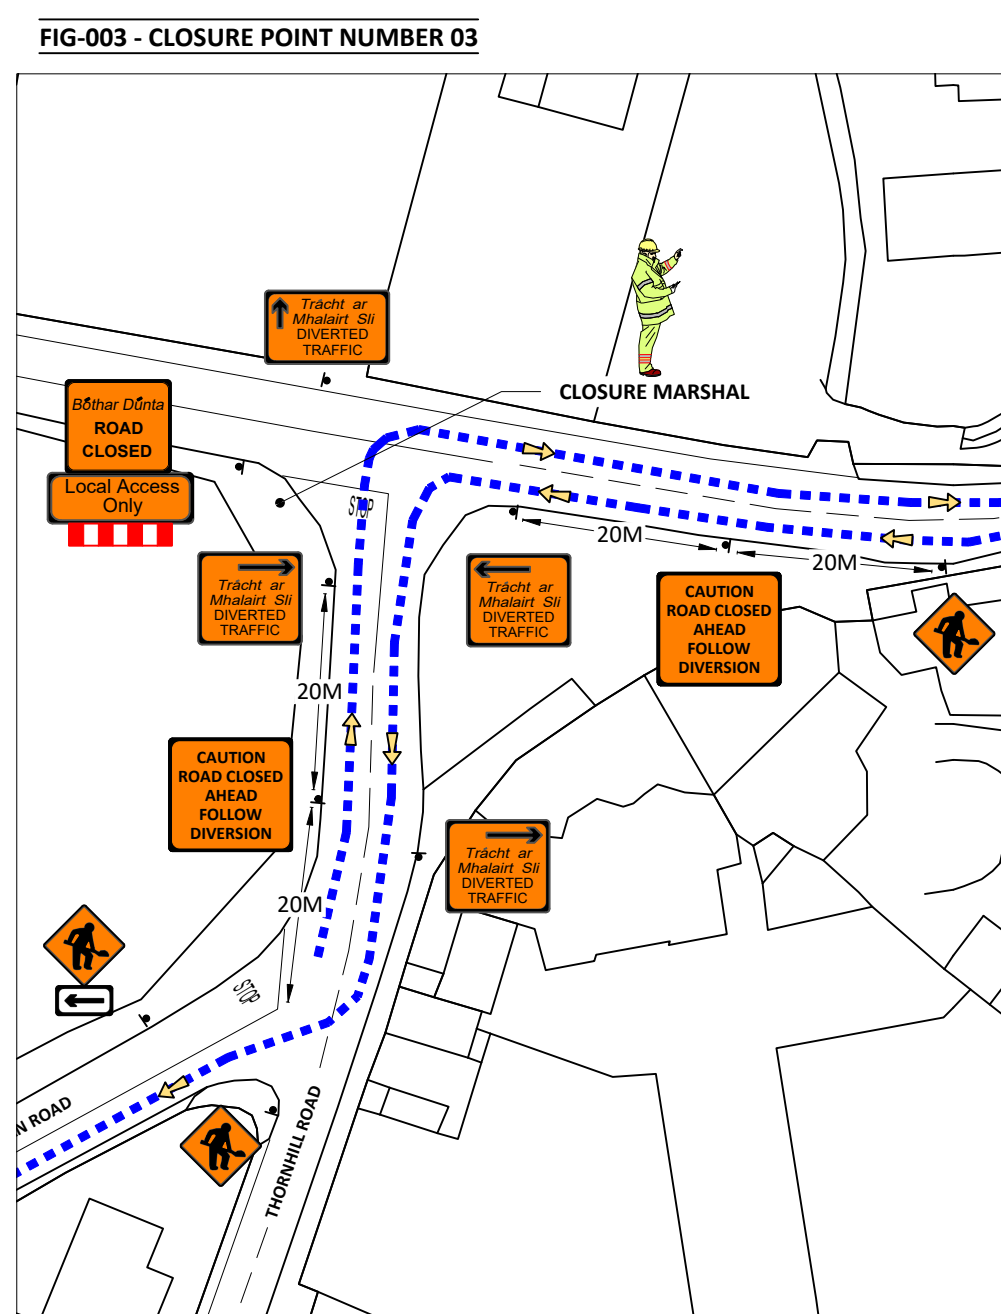 FIG-003 - CLOSURE POINT NUMBER 03
Trácht ar
Mhalairt Slí
DIVERTED
TRAFFIC
CLOSURE MARSHAL
Bóthar Dúnta
ROAD
CLOSED
Local Access
Only
STOP
20M
20M
Trácht ar
Mhalairt Slí
DIVERTED
TRAFFIC
Trácht ar
Mhalairt Slí
DIVERTED
TRAFFIC
CAUTION
ROAD CLOSED
AHEAD
FOLLOW
DIVERSION
20M
CAUTION
ROAD CLOSED
AHEAD
FOLLOW
DIVERSION
Trácht ar
Mhalairt Slí
DIVERTED
TRAFFIC
20M
STOP
N ROAD
THORNHILL ROAD